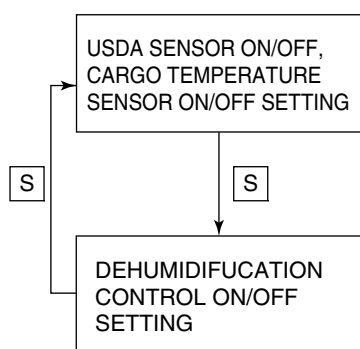 USDA SENSOR ON/OFF,
CARGO TEMPERATURE
SENSOR ON/OFF SETTING
S
S
DEHUMIDIFUCATION
CONTROL ON/OFF
SETTING